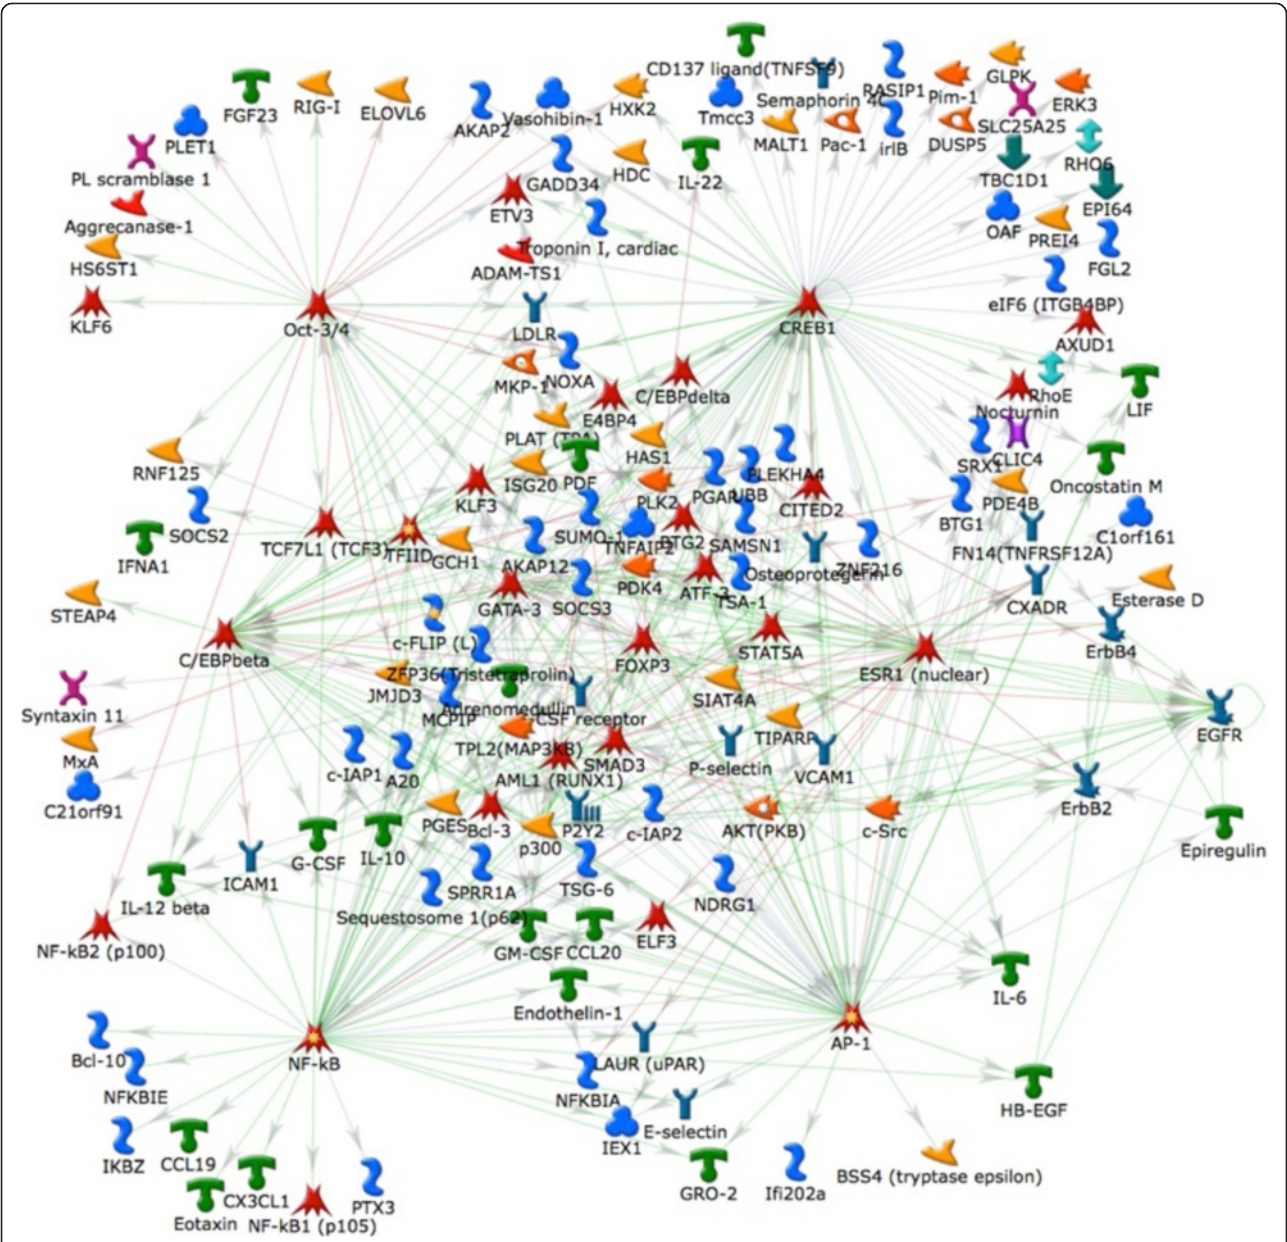 CD137 ligand(TNFSF9)
FGF23
RIG-I
ELOVL6
AKAP2
Vasohibin-1
HXK2
Tmcc3
Semaphorin 4C
RASIP1
Pim-1
GLPK
ERK3
PLET1
MALT1
Pac-1
irlB
DUSP5
SLC25A25
RHO6
PL scramblase 1
GADD34
HDC
IL-22
TBC1D1
EPI64
Aggrecanase-1
ETV3
Troponin I, cardiac
OAF
PREI4
FGL2
HS6ST1
ADAM-TS1
eIF6 (ITGB4BP)
KLF6
Oct-3/4
LDLR
CREB1
AXUD1
MKP-1
NOXA
C/EBPdelta
RhoE
Nocturnin
LIF
E4BP4
PLAT (TPA)
HAS1
RNF125
ISG20
PDF
PLEKHA4
SRX1
CLIC4
Oncostatin M
KLF3
PLK2
PGAR
UBB
CITED2
PDE4B
BTG1
SOCS2
TCF7L1 (TCF3)
TFIID
GCH1
SUMO-1
TNFAIP2
BTG2
SAMSN1
FN14(TNFRSF12A)
C1orf161
IFNA1
AKAP12
Osteoprotegerin
ZNF216
STEAP4
GATA-3
SOCS3
PDK4
ATF-3
TSA-1
CXADR
Esterase D
C/EBPbeta
c-FLIP (L)
FOXP3
STAT5A
ESR1 (nuclear)
ErbB4
ZFP36(Tristetraprolin)
JMJD3
SIAT4A
Syntaxin 11
MCPIP
Adrenomedullin
CSF receptor
TIPARP
EGFR
MxA
c-IAP1
A20
TPL2(MAP3K8)
SMAD3
P-selectin
VCAM1
AML1 (RUNX1)
C21orf91
PGES
Bcl-3
p300
P2Y2
c-IAP2
AKT(PKB)
c-Src
ErbB2
G-CSF
IL-10
Epiregulin
ICAM1
IL-12 beta
SPRR1A
TSG-6
NDRG1
Sequestosome 1(p62)
NF-kB2 (p100)
GM-CSF
CCL20
ELF3
IL-6
Endothelin-1
Bcl-10
NF-kB
LAUR (uPAR)
AP-1
NFKBIE
NFKBIA
HB-EGF
IKBZ
CCL19
IEX1
E-selectin
CX3CL1
PTX3
GRO-2
Ifi202a
BSS4 (tryptase epsilon)
Eotaxin
NF-kB1 (p105)